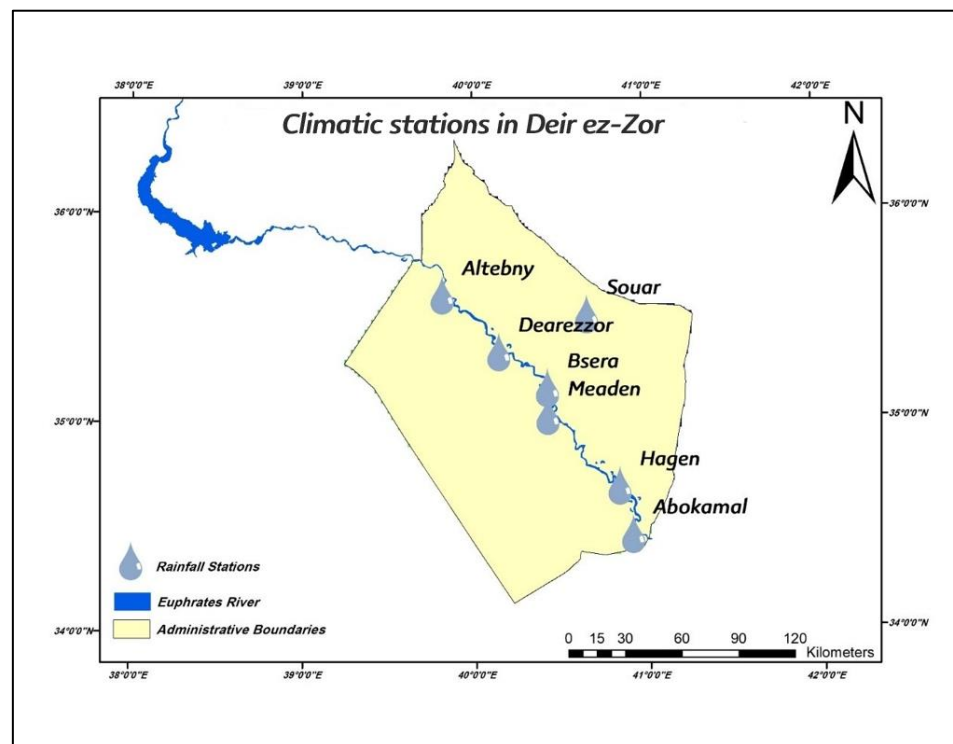 38°0'0"E 39°0'0"E 40°0'0"E 41°0'0"E 42°0'0"E
Climatic stations in Deir ez-Zor
N
36°0'0"N
36°0'0"N
Altebny
Souar
Dearezzor
Bsera
Meaden
35°0'0"N
35°0'0"N
Hagen
Abokamal
Rainfall Stations
Euphrates River
Administrative Boundaries
34°0'0"N
34°0'0"N
0 15 30 60 90 120
Kilometers
38°0'0"E 39°0'0"E 40°0'0"E 41°0'0"E 42°0'0"E